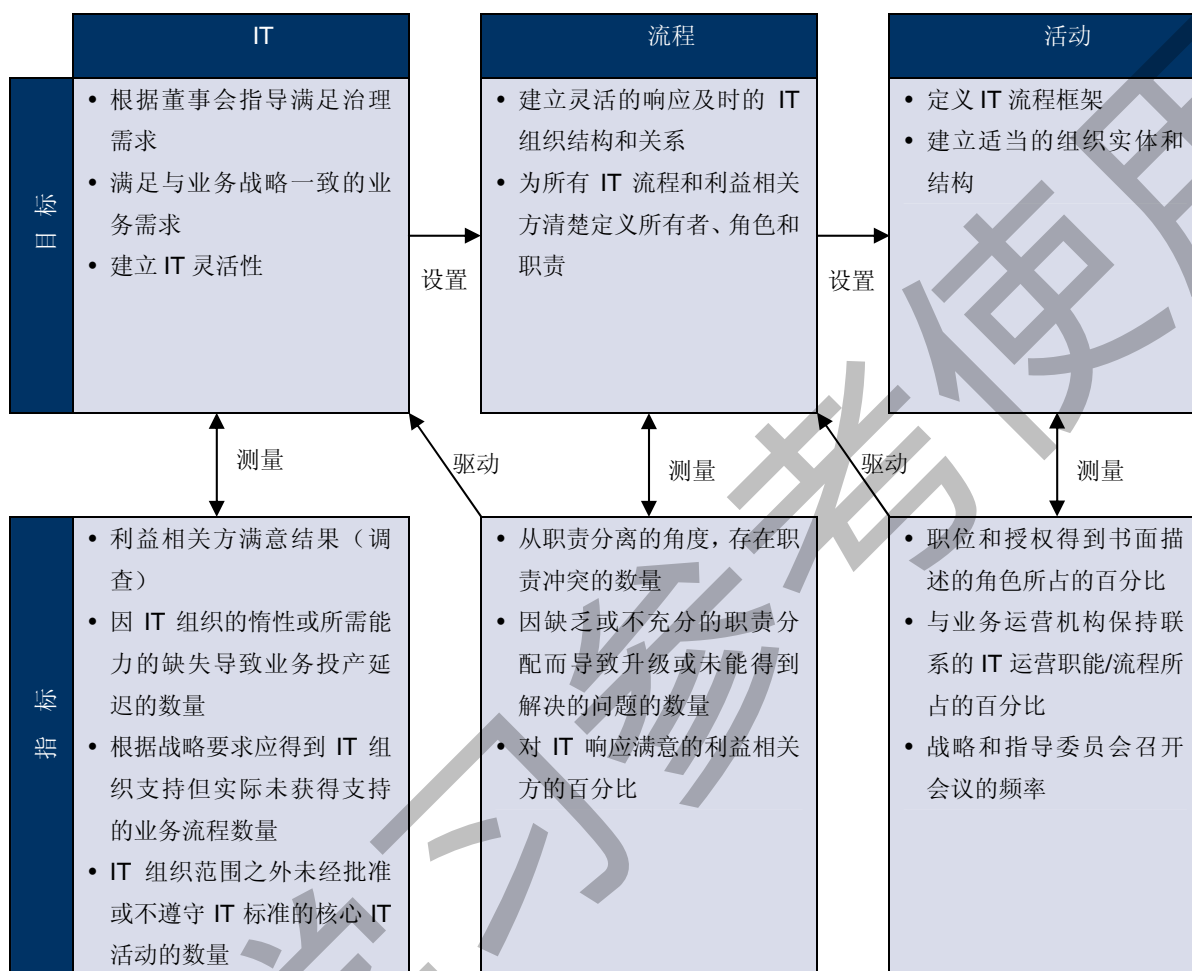 IT
流程
活动
目标
• 根据董事会指导满足治理
需求
• 满足与业务战略一致的业
务需求
• 建立 IT 灵活性
设置
• 建立灵活的响应及时的 IT
组织结构和关系
• 为所有 IT 流程和利益相关
方清楚定义所有者、角色和
职责
设置
• 定义 IT 流程框架
• 建立适当的组织实体和
结构
测量
驱动
测量
驱动
测量
指标
• 利益相关方满意结果（调
查）
• 因 IT 组织的惰性或所需能
力的缺失导致业务投产延
迟的数量
• 根据战略要求应得到 IT 组
织支持但实际未获得支持
的业务流程数量
• IT 组织范围之外未经批准
或不遵守 IT 标准的核心 IT
活动的数量
• 从职责分离的角度，存在职
责冲突的数量
• 因缺乏或不充分的职责分
配而导致升级或未能得到
解决的问题的数量
• 对 IT 响应满意的利益相关
方的百分比
• 职位和授权得到书面描
述的角色所占的百分比
• 与业务运营机构保持联
系的 IT 运营职能/流程所
占的百分比
• 战略和指导委员会召开
会议的频率
习参考使用